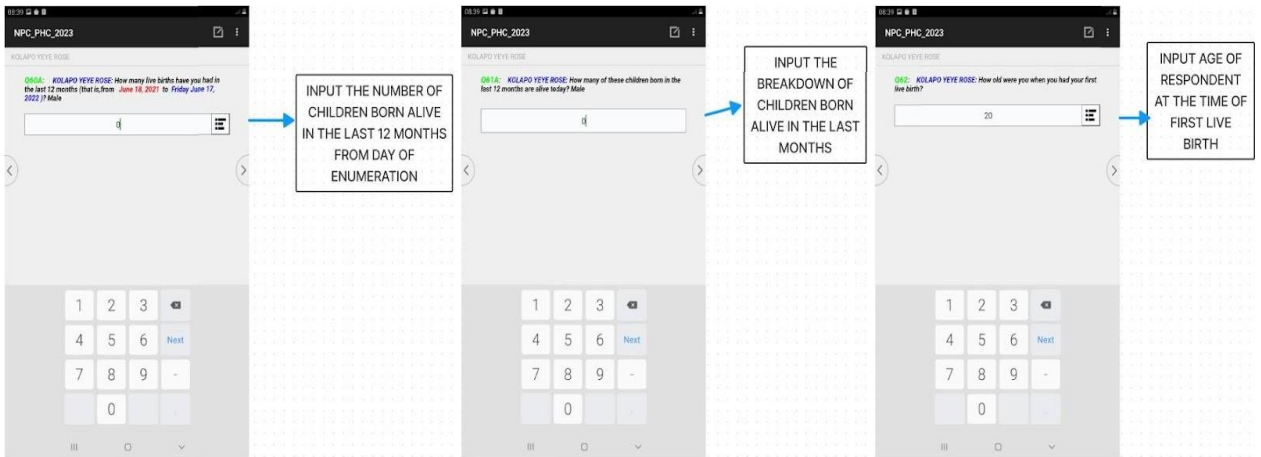 08:39
NPC_PHC_2023
KOLAPO YEYE ROSE
Q60A: KOLAPO YEYE ROSE: How many live births have you had in
the last 12 months (that is,from June 18, 2021 to Friday June 17,
2022 )? Male
0
1 2 3
4 5 6 Next
7 8 9 -
0
INPUT THE NUMBER OF
CHILDREN BORN ALIVE
IN THE LAST 12 MONTHS
FROM DAY OF
ENUMERATION
08:39
NPC_PHC_2023
KOLAPO YEYE ROSE
Q61A: KOLAPO YEYE ROSE: How many of these children born in the
last 12 months are alive today? Male
0
1 2 3
4 5 6 Next
7 8 9 -
0
INPUT THE
BREAKDOWN OF
CHILDREN BORN
ALIVE IN THE LAST
MONTHS
08:39
NPC_PHC_2023
KOLAPO YEYE ROSE
Q62: KOLAPO YEYE ROSE: How old were you when you had your first
live birth?
20
1 2 3
4 5 6 Next
7 8 9 -
0
INPUT AGE OF
RESPONDENT
AT THE TIME OF
FIRST LIVE
BIRTH